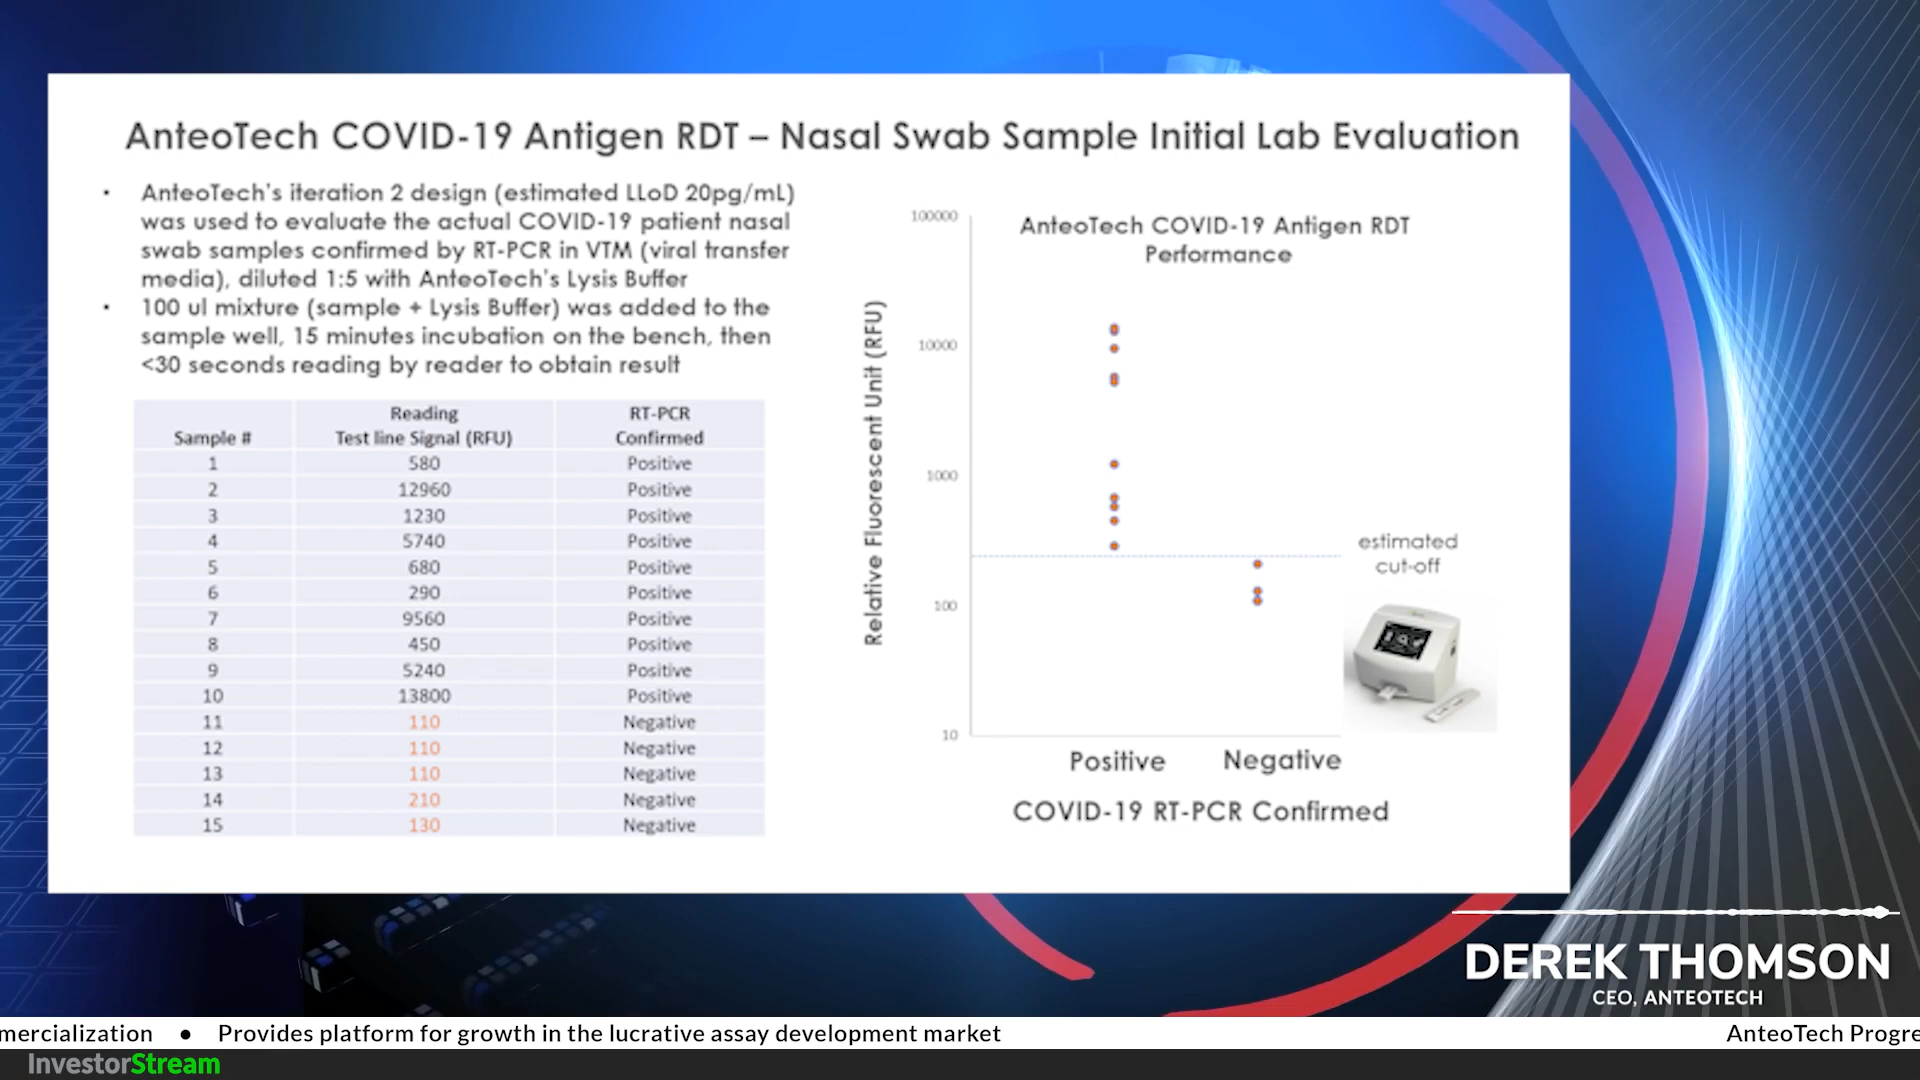 AnteoTech COVID-19 Antigen RDT – Nasal Swab Sample Initial Lab Evaluation
• AnteoTech's iteration 2 design (estimated LLoD 20pg/mL)
was used to evaluate the actual COVID-19 patient nasal
swab samples confirmed by RT-PCR in VTM (viral transfer
media), diluted 1:5 with AnteoTech's Lysis Buffer
• 100 ul mixture (sample + Lysis Buffer) was added to the
sample well, 15 minutes incubation on the bench, then
<30 seconds reading by reader to obtain result
Reading RT-PCR
Sample # Test line Signal (RFU) Confirmed
1 580 Positive
2 12960 Positive
3 1230 Positive
4 5740 Positive
5 680 Positive
6 290 Positive
7 9560 Positive
8 450 Positive
9 5240 Positive
10 13800 Positive
11 110 Negative
12 110 Negative
13 110 Negative
14 210 Negative
15 130 Negative
AnteoTech COVID-19 Antigen RDT
Performance
Relative Fluorescent Unit (RFU)
100000
10000
1000
100
10
estimated
cut-off
Positive Negative
COVID-19 RT-PCR Confirmed
DEREK THOMSON
CEO, ANTEOTECH
mercialization • Provides platform for growth in the lucrative assay development market AnteoTech Progre
InvestorStream